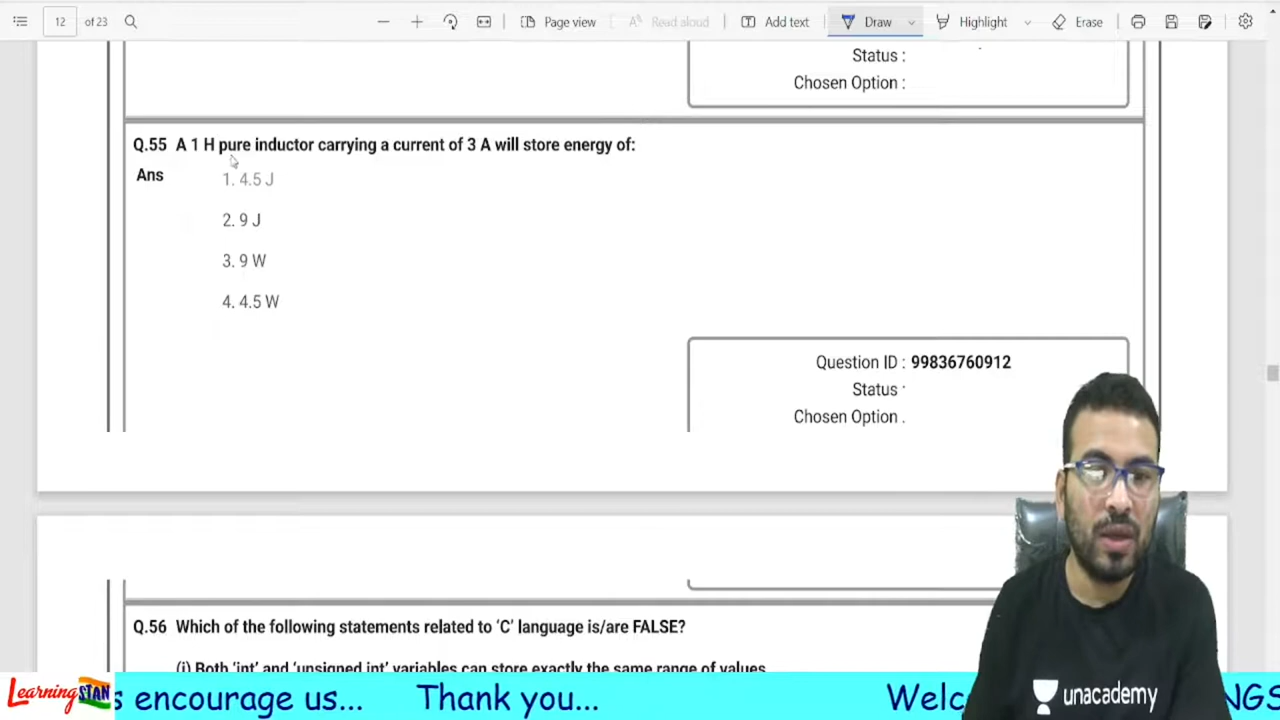 12 of 23 Page view Read aloud Add text Draw Highlight Erase
Status :
Chosen Option :
Q.55 A 1 H pure inductor carrying a current of 3 A will store energy of:
Ans 1. 4.5 J
2. 9 J
3. 9 W
4. 4.5 W
Question ID : 99836760912
Status
Chosen Option .
Q.56 Which of the following statements related to 'C' language is/are FALSE?
(i) Both 'int' and 'unsigned int' variables can store exactly the same range of values
LearningSTAN s encourage us... Thank you... Welc NGS
unacademy